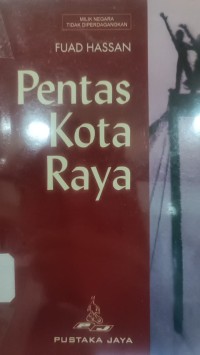 MILIK NEGARA
TIDAK DIPERDAGANGKAN
FUAD HASSAN
Pentas
Kota
Raya
PUSTAKA JAYA